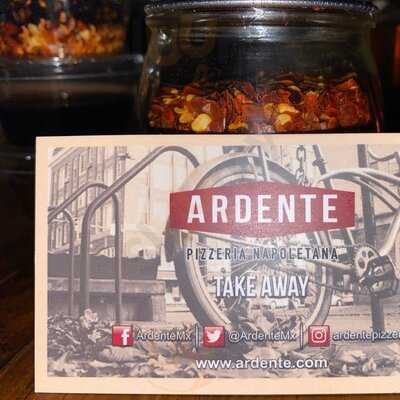 ARDENTE
PIZZERIA NAPOLETANA
TAKE AWAY
ArdenteMx @ArdenteMx
www.ardente.com